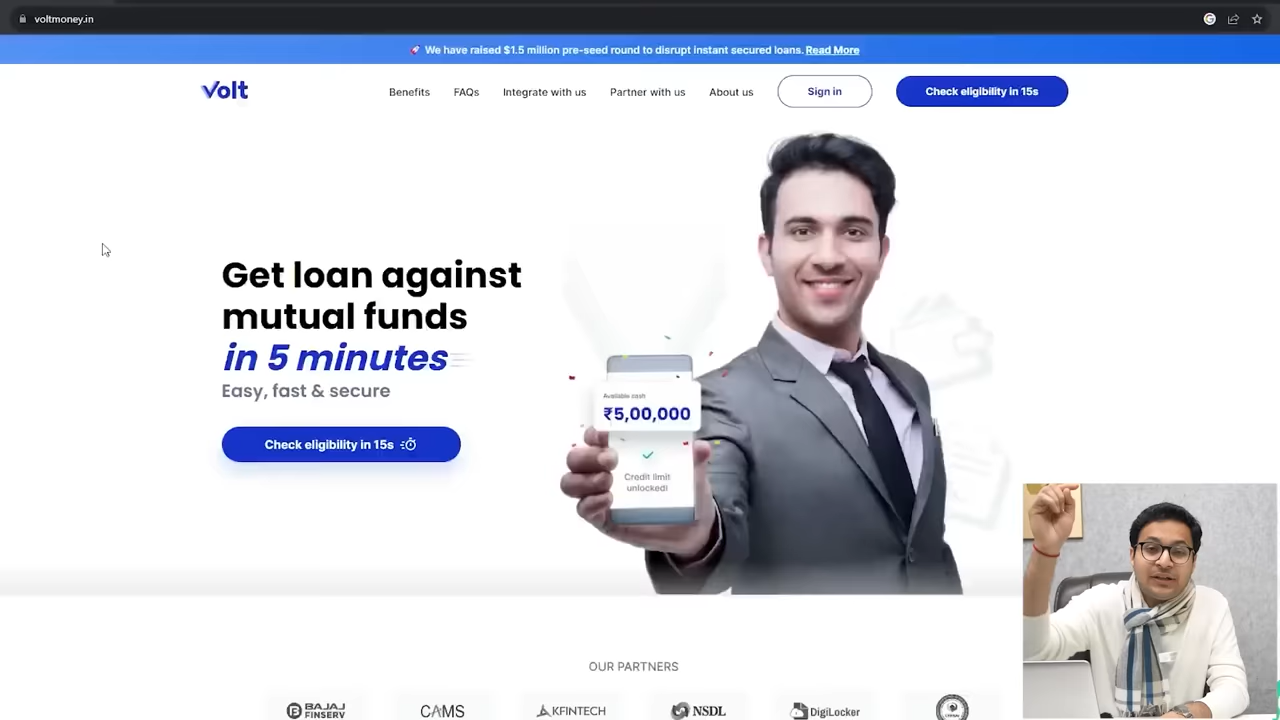 voltmoney.in
We have raised $1.5 million pre-seed round to disrupt instant secured loans. Read More
Volt
Benefits
FAQs
Integrate with us
Partner with us
About us
Sign in
Check eligibility in 15s
Get loan against
mutual funds
in 5 minutes
Easy, fast & secure
Check eligibility in 15s
Available cash
₹5,00,000
Credit limit
unlocked!
OUR PARTNERS
BAJAJ
FINSERV
CAMS
KFINTECH
NSDL
DigiLocker